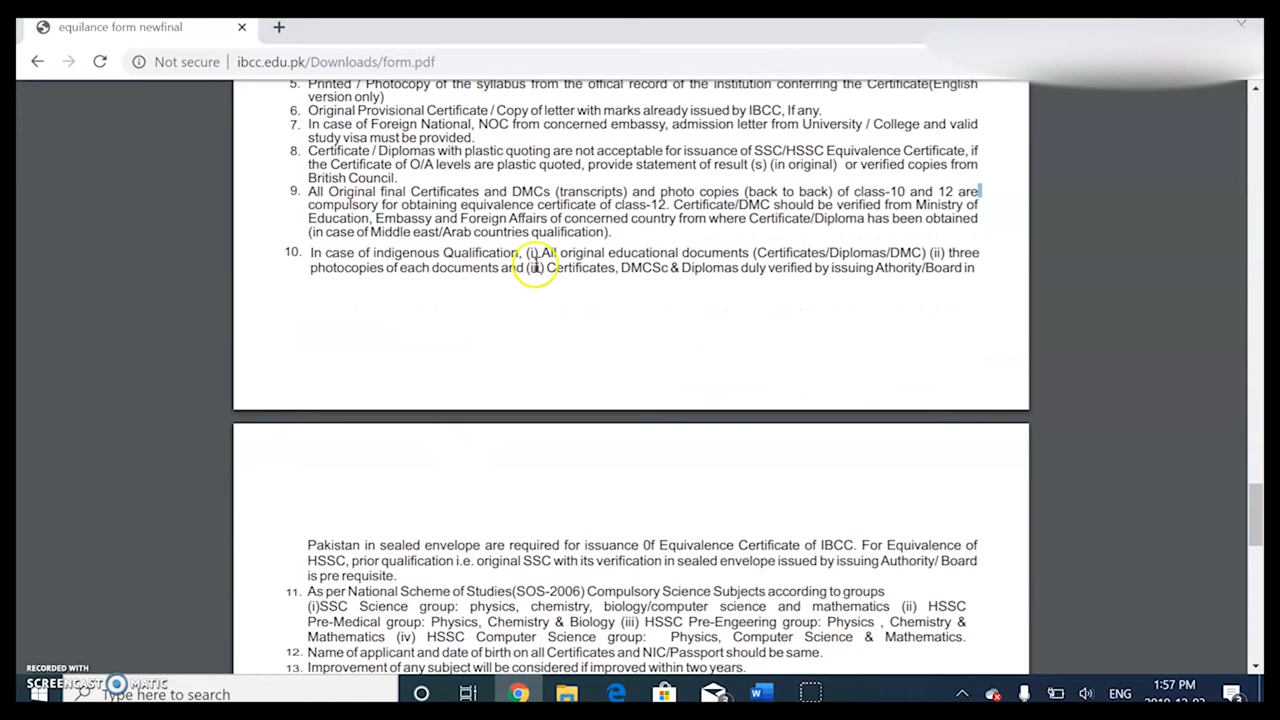 equilance form newfinal
Not secure
ibcc.edu.pk/Downloads/form.pdf
5. Printed / Photocopy of the syllabus from the offical record of the institution conferring the Certificate(English
version only)
6. Original Provisional Certificate / Copy of letter with marks already issued by IBCC, If any.
7. In case of Foreign National, NOC from concerned embassy, admission letter from University / College and valid
study visa must be provided.
8. Certificate / Diplomas with plastic quoting are not acceptable for issuance of SSC/HSSC Equivalence Certificate, if
the Certificate of O/A levels are plastic quoted, provide statement of result (s) (in original) or verified copies from
British Council.
9. All Original final Certificates and DMCs (transcripts) and photo copies (back to back) of class-10 and 12 are
compulsory for obtaining equivalence certificate of class-12. Certificate/DMC should be verified from Ministry of
Education, Embassy and Foreign Affairs of concerned country from where Certificate/Diploma has been obtained
(in case of Middle east/Arab countries qualification).
10. In case of indigenous Qualification, (i) All original educational documents (Certificates/Diplomas/DMC) (ii) three
photocopies of each documents and (iii) Certificates, DMCSc & Diplomas duly verified by issuing Athority/Board in
Pakistan in sealed envelope are required for issuance 0f Equivalence Certificate of IBCC. For Equivalence of
HSSC, prior qualification i.e. original SSC with its verification in sealed envelope issued by issuing Authority/ Board
is pre requisite.
11. As per National Scheme of Studies(SOS-2006) Compulsory Science Subjects according to groups
(i)SSC Science group: physics, chemistry, biology/computer science and mathematics (ii) HSSC
Pre-Medical group: Physics, Chemistry & Biology (iii) HSSC Pre-Engeering group: Physics , Chemistry &
Mathematics (iv) HSSC Computer Science group: Physics, Computer Science & Mathematics.
12. Name of applicant and date of birth on all Certificates and NIC/Passport should be same.
13. Improvement of any subject will be considered if improved within two years.
RECORDED WITH
SCREENCAST MATIC
Type here to search
ENG
1:57 PM